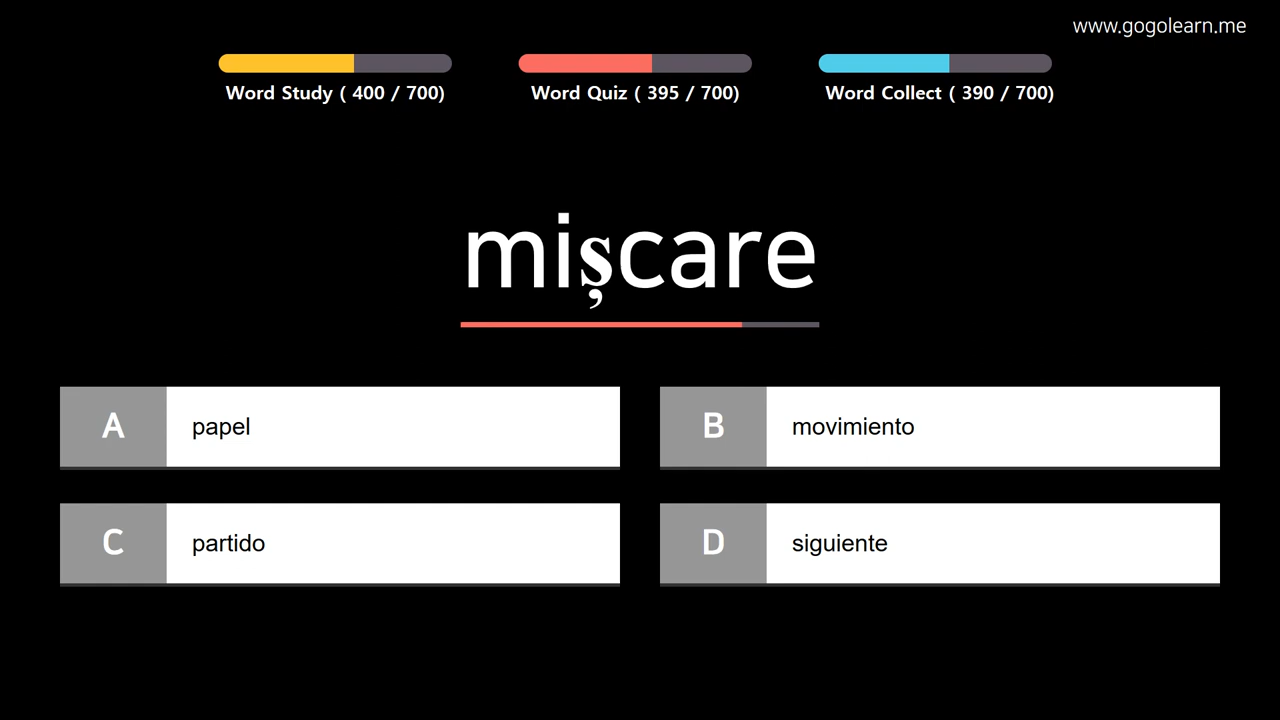 www.gogolearn.me
Word Study ( 400 / 700)
Word Quiz ( 395 / 700)
Word Collect ( 390 / 700)
mișcare
A papel
B movimiento
C partido
D siguiente